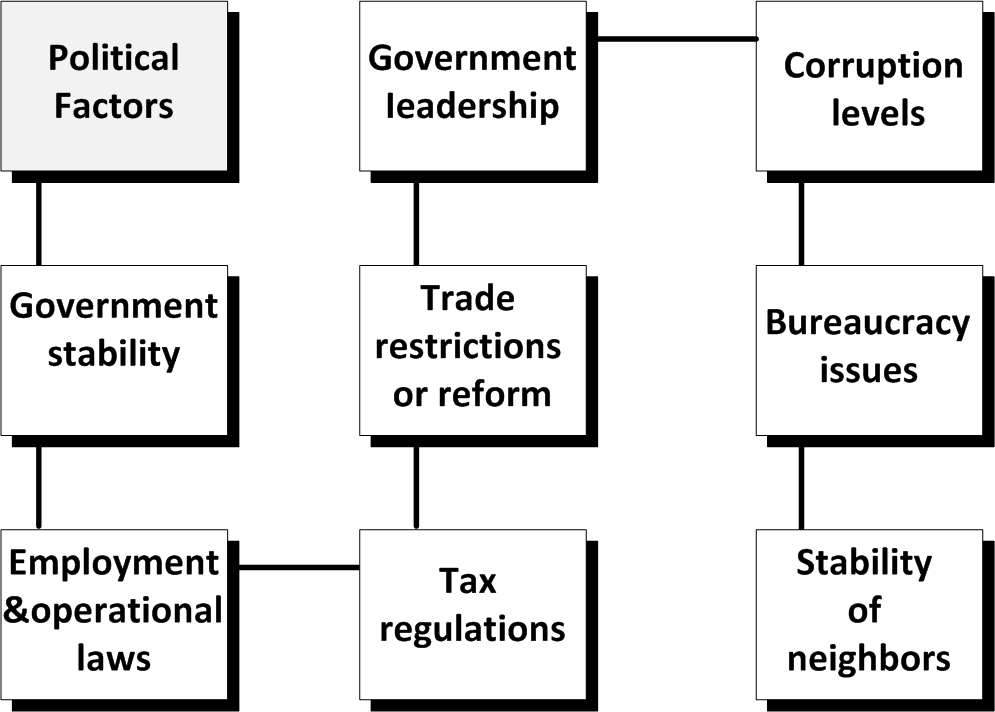 Political
Factors
Government
stability
Employment
&operational
laws
Tax
regulations
Trade
restrictions
or reform
Government
leadership
Corruption
levels
Bureaucracy
issues
Stability
of
neighbors